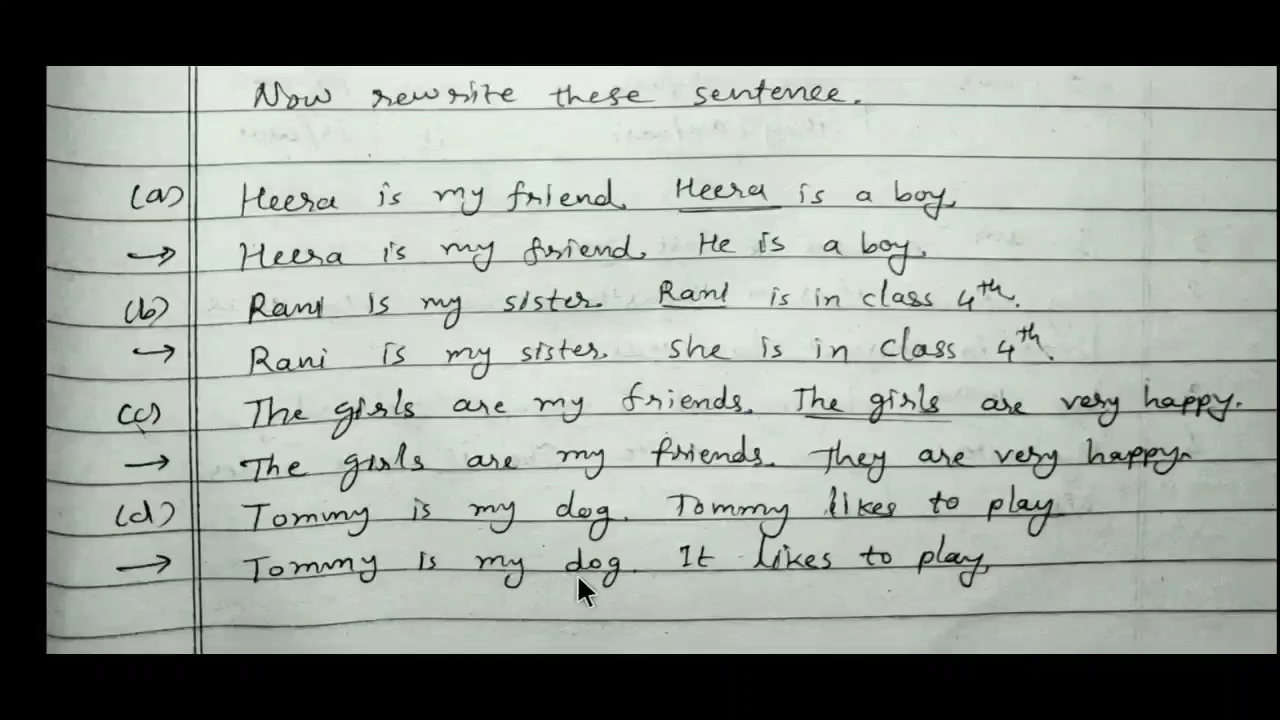 Now rewrite these sentence.
(a) Heera is my friend. Heera is a boy.
→ Heera is my friend. He is a boy.
(b) Rani is my sister. Rani is in class 4th.
→ Rani is my sister. She is in class 4th.
(c) The girls are my friends. The girls are very happy.
→ The girls are my friends. They are very happy.
(d) Tommy is my dog. Tommy likes to play.
→ Tommy is my dog. It likes to play.